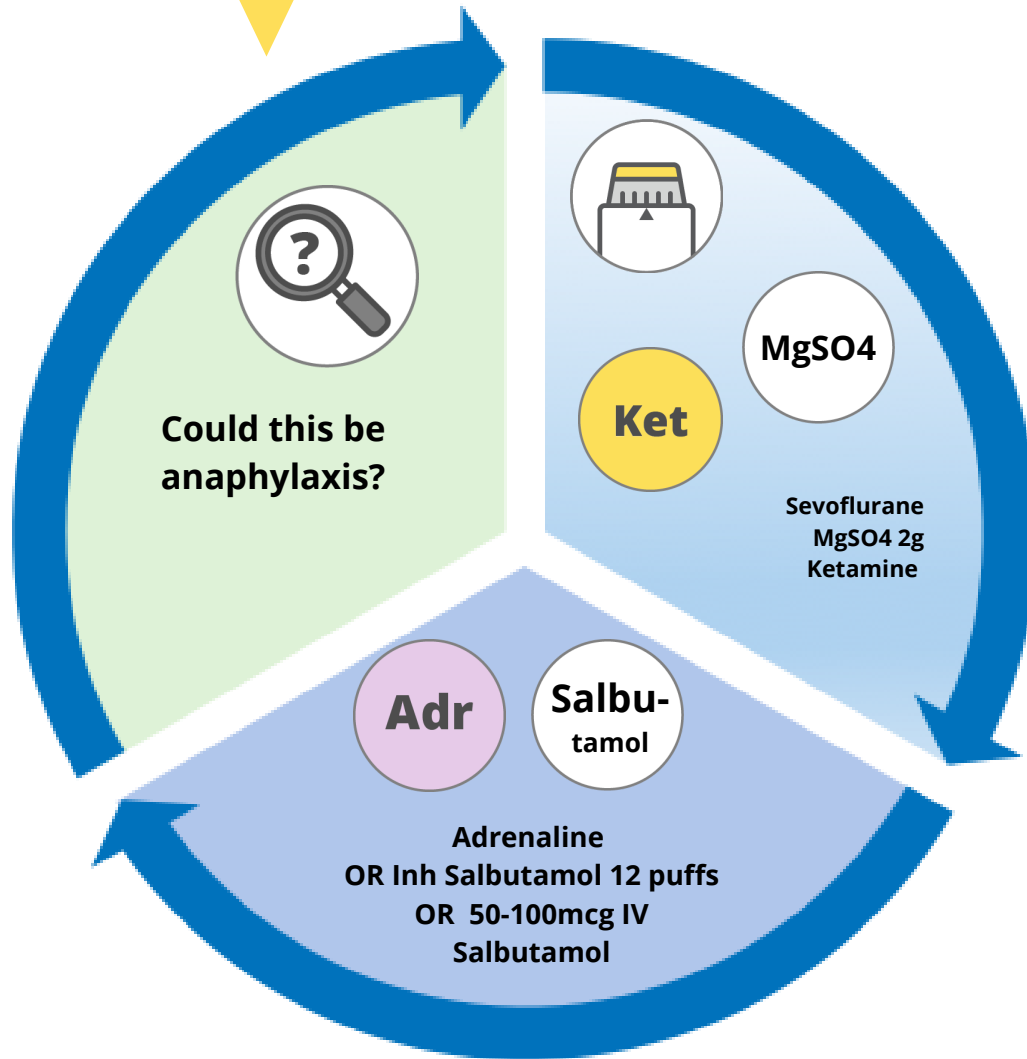 ?
Could this be
anaphylaxis?
MgSO4
Ket
Sevoflurane
MgSO4 2g
Ketamine
Adr
Salbu-
tamol
Adrenaline
OR Inh Salbutamol 12 puffs
OR 50-100mcg IV
Salbutamol